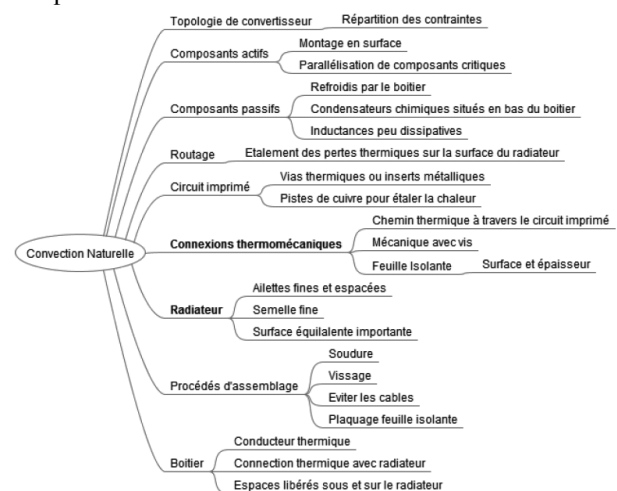 Topologie de convertisseur
Répartition des contraintes
Composants actifs
Montage en surface
Parallélisation de composants critiques
Composants passifs
Refroidis par le boitier
Condensateurs chimiques situés en bas du boitier
Inductances peu dissipatives
Routage
Etalement des pertes thermiques sur la surface du radiateur
Circuit imprimé
Vias thermiques ou inserts métalliques
Pistes de cuivre pour étaler la chaleur
Convection Naturelle
Connexions thermomécaniques
Chemin thermique à travers le circuit imprimé
Mécanique avec vis
Feuille Isolante
Surface et épaisseur
Radiateur
Ailettes fines et espacées
Semelle fine
Surface équilalente importante
Procédés d'assemblage
Soudure
Vissage
Eviter les cables
Plaquage feuille isolante
Boitier
Conducteur thermique
Connection thermique avec radiateur
Espaces libérés sous et sur le radiateur